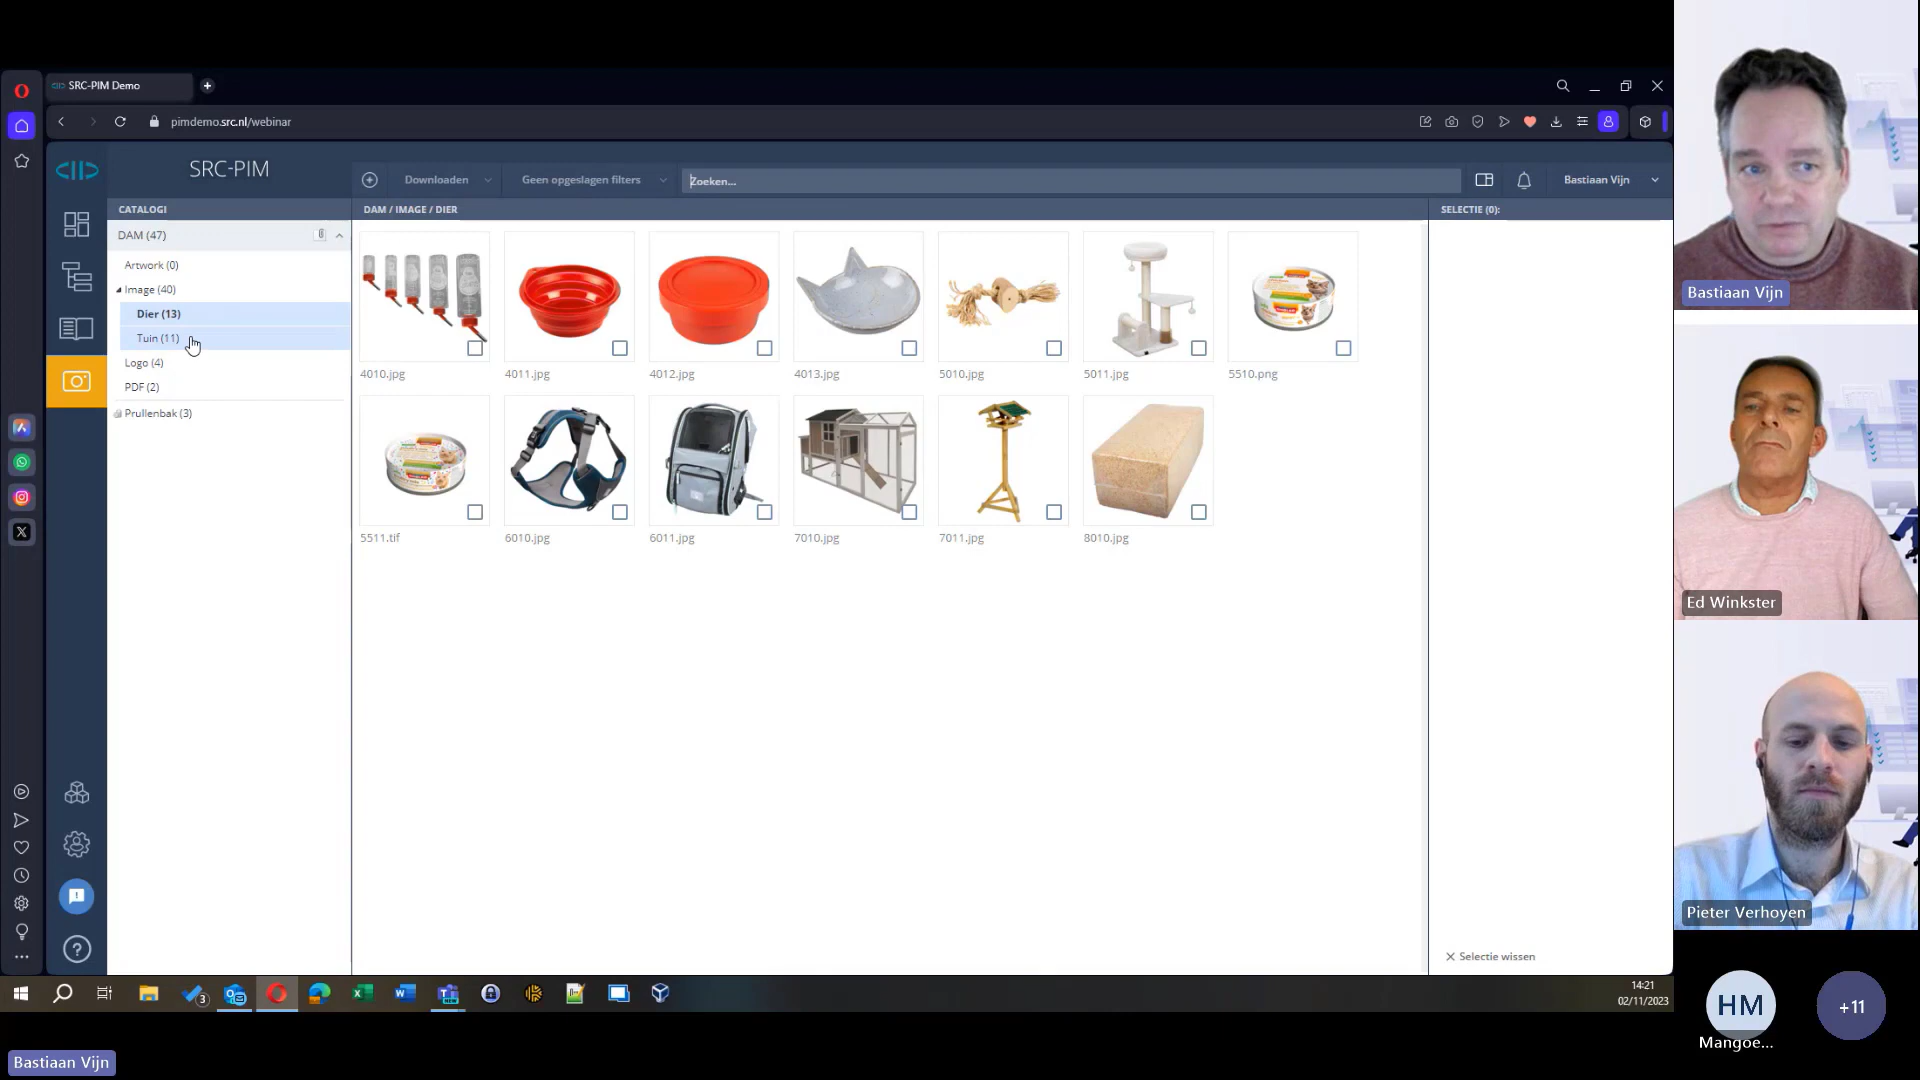 SRC-PIM Demo
pimdemo.src.nl/webinar
SRC-PIM
Downloaden
Geen opgeslagen filters
Zoeken...
Bastiaan Vijn
CATALOGI
DAM / IMAGE / DIER
SELECTIE (0):
DAM (47)
Artwork (0)
Image (40)
Dier (13)
Tuin (11)
Logo (4)
PDF (2)
Prullenbak (3)
4010.jpg
4011.jpg
4012.jpg
4013.jpg
5010.jpg
5011.jpg
5510.png
5511.tif
6010.jpg
6011.jpg
7010.jpg
7011.jpg
8010.jpg
Selectie wissen
3
14:21
02/11/2023
Bastiaan Vijn
Ed Winkster
Pieter Verhoyen
HM
Mangoe...
+11
Bastiaan Vijn